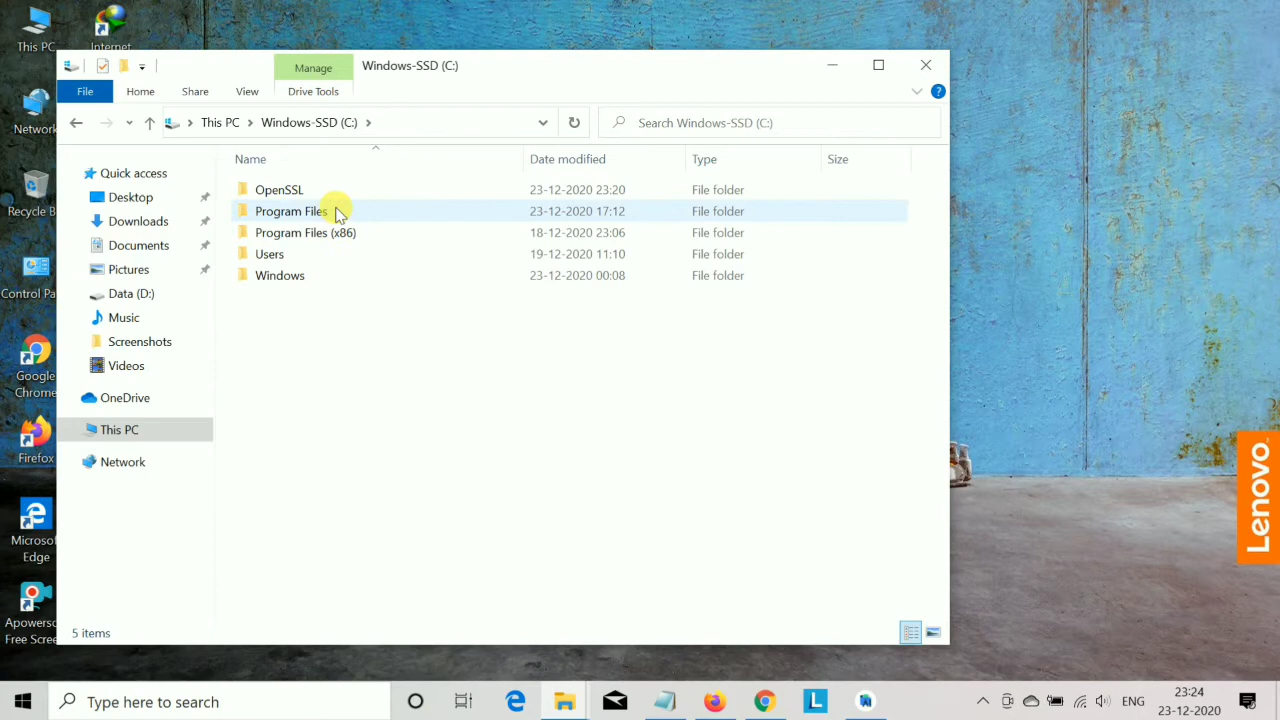 This PC
Internet
Network
Recycle B
Control Pa
Google
Chrome
Firefox
Microsof
Edge
Apowerso
Free Scree
Manage
Windows-SSD (C:)
File
Home
Share
View
Drive Tools
?
This PC
Windows-SSD (C:)
Search Windows-SSD (C:)
Quick access
Desktop
Downloads
Documents
Pictures
Data (D:)
Music
Screenshots
Videos
OneDrive
This PC
Network
Name Date modified Type Size
OpenSSL 23-12-2020 23:20 File folder
Program Files 23-12-2020 17:12 File folder
Program Files (x86) 18-12-2020 23:06 File folder
Users 19-12-2020 11:10 File folder
Windows 23-12-2020 00:08 File folder
5 items
Lenovo
Type here to search
L
ENG
23:24
23-12-2020